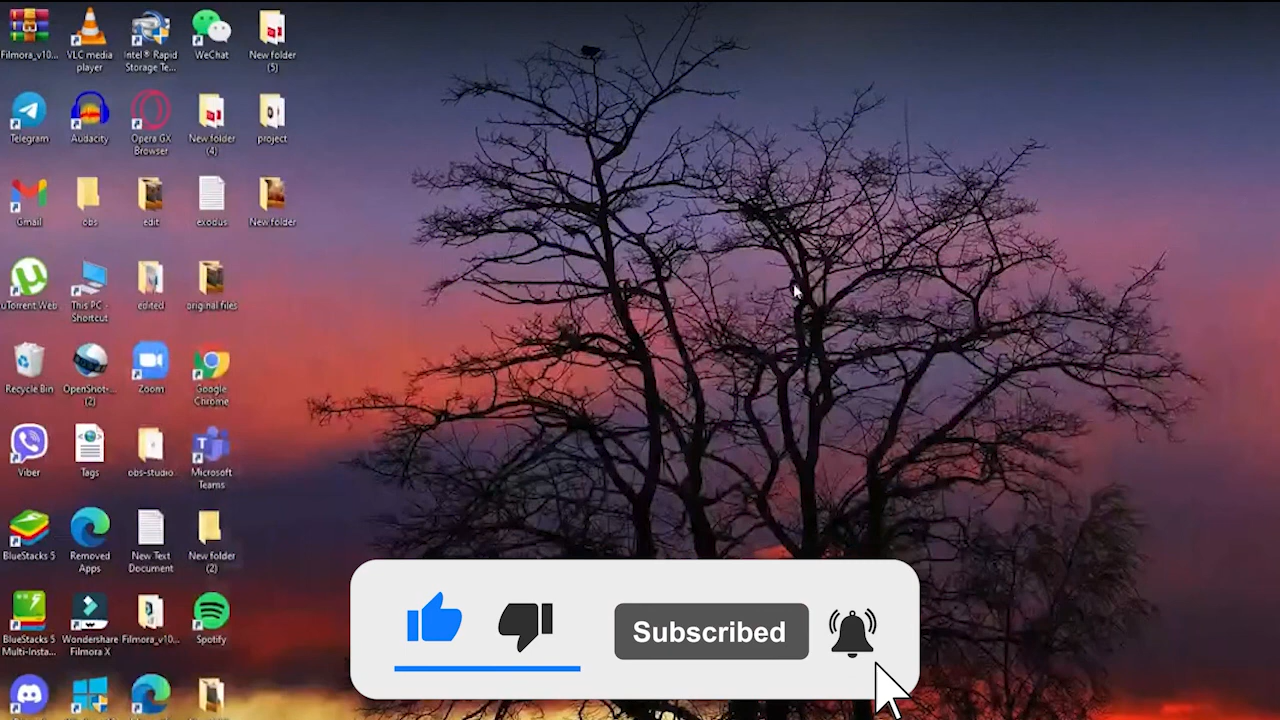 Filmora_v10...
VLC media
player
Intel® Rapid
Storage Te...
WeChat
New folder
(5)
Telegram
Audacity
Opera GX
Browser
New folder
(4)
project
Gmail
obs
edit
exodus
New folder
uTorrent Web
This PC -
Shortcut
edited
original files
Recycle Bin
OpenShot-...
(2)
Zoom
Google
Chrome
Viber
Tags
obs-studio
Microsoft
Teams
BlueStacks 5
Removed
Apps
New Text
Document
New folder
(2)
BlueStacks 5
Multi-Insta...
Wondershare
Filmora X
Filmora_v10...
Spotify
Subscribed